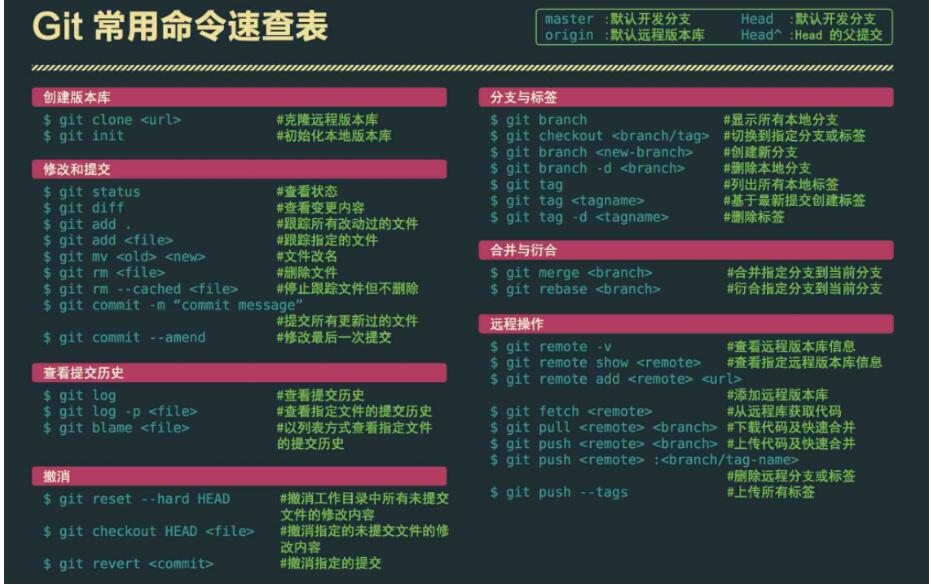 Git 常用命令速查表
master :默认开发分支 Head :默认开发分支
origin :默认远程版本库 Head^ :Head 的父提交
创建版本库
$ git clone <url> #克隆远程版本库
$ git init #初始化本地版本库
修改和提交
$ git status #查看状态
$ git diff #查看变更内容
$ git add . #跟踪所有改动过的文件
$ git add <file> #跟踪指定的文件
$ git mv <old> <new> #文件改名
$ git rm <file> #删除文件
$ git rm --cached <file> #停止跟踪文件但不删除
$ git commit -m “commit message”
#提交所有更新过的文件
$ git commit --amend #修改最后一次提交
查看提交历史
$ git log #查看提交历史
$ git log -p <file> #查看指定文件的提交历史
$ git blame <file> #以列表方式查看指定文件
的提交历史
撤消
$ git reset --hard HEAD #撤消工作目录中所有未提交
文件的修改内容
$ git checkout HEAD <file> #撤消指定的未提交文件的修
改内容
$ git revert <commit> #撤消指定的提交
分支与标签
$ git branch #显示所有本地分支
$ git checkout <branch/tag> #切换到指定分支或标签
$ git branch <new-branch> #创建新分支
$ git branch -d <branch> #删除本地分支
$ git tag #列出所有本地标签
$ git tag <tagname> #基于最新提交创建标签
$ git tag -d <tagname> #删除标签
合并与衍合
$ git merge <branch> #合并指定分支到当前分支
$ git rebase <branch> #衍合指定分支到当前分支
远程操作
$ git remote -v #查看远程版本库信息
$ git remote show <remote> #查看指定远程版本库信息
$ git remote add <remote> <url>
#添加远程版本库
$ git fetch <remote> #从远程库获取代码
$ git pull <remote> <branch> #下载代码及快速合并
$ git push <remote> <branch> #上传代码及快速合并
$ git push <remote> :<branch/tag-name>
#删除远程分支或标签
$ git push --tags #上传所有标签